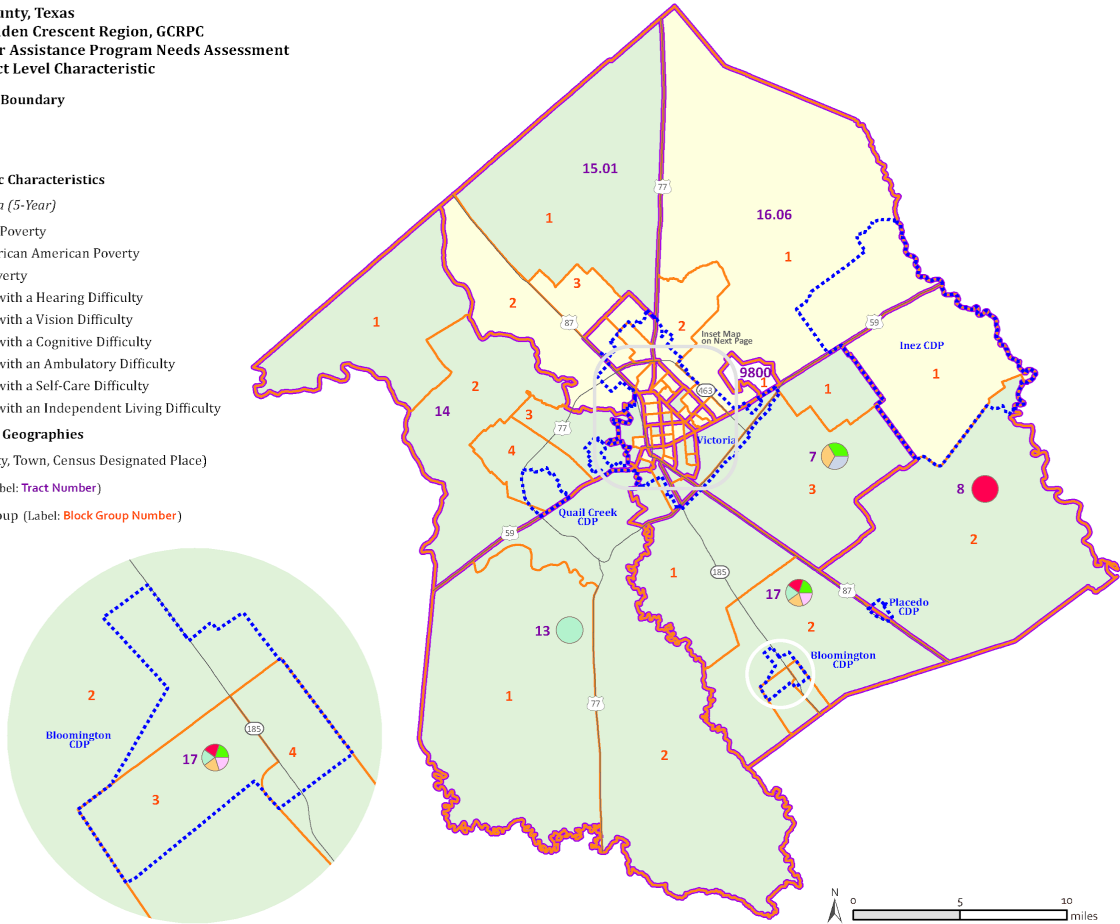 unty, Texas
den Crescent Region, GCRPC
r Assistance Program Needs Assessment
ct Level Characteristic
Boundary
c Characteristics
a (5-Year)
Poverty
rican American Poverty
verty
with a Hearing Difficulty
with a Vision Difficulty
with a Cognitive Difficulty
with an Ambulatory Difficulty
with a Self-Care Difficulty
with an Independent Living Difficulty
Geographies
ty, Town, Census Designated Place)
bel: Tract Number)
oup (Label: Block Group Number)
15.01
77
16.06
1
1
3
2
87
1
2
59
Inset Map
on Next Page
Inez CDP
9800
1
1
1
2
463
14
3
77
Victoria
4
7
3
8
Quail Creek
CDP
59
2
1
185
17
87
Placedo
CDP
13
2
Bloomington
CDP
1
77
2
2
185
Bloomington
CDP
17
4
3
N
0
5
10
miles